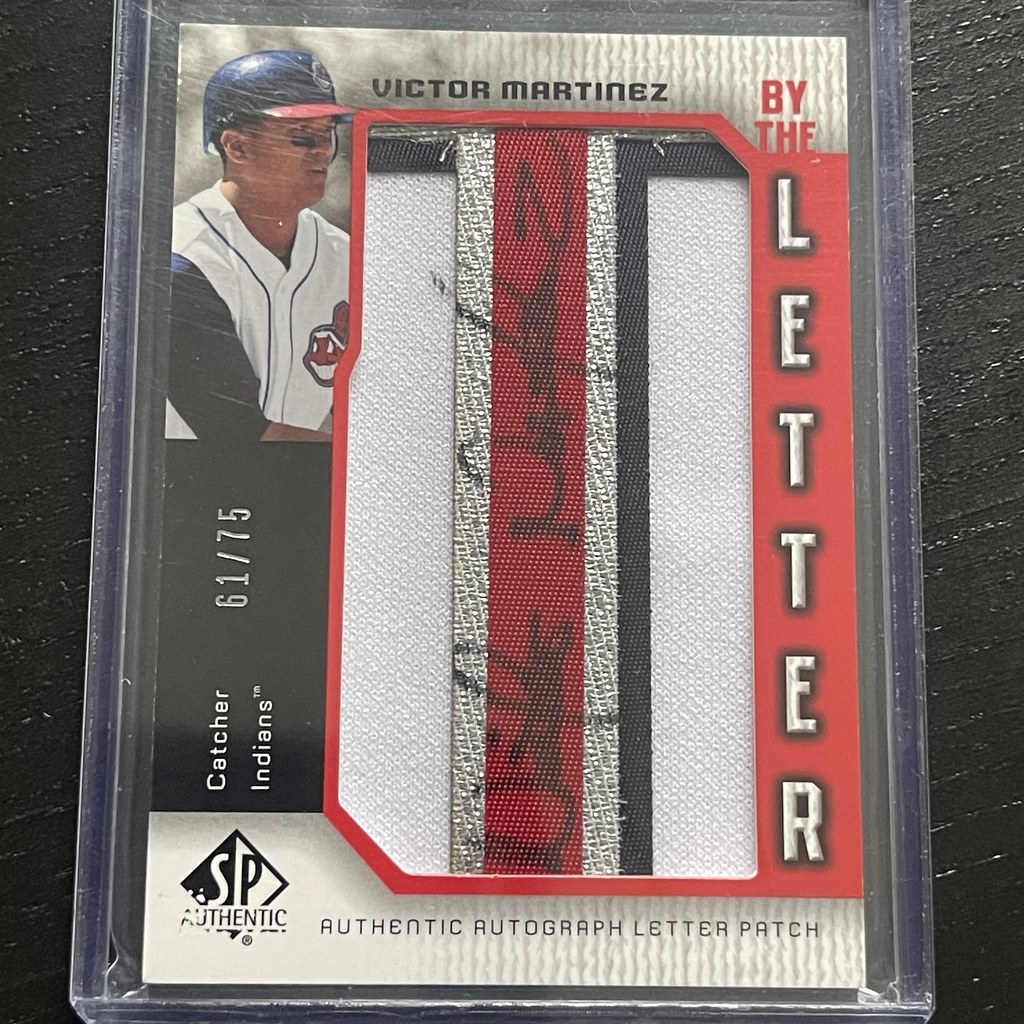 VICTOR MARTINEZ
BY THE
LETTER
61/75
Catcher
Indians™
SP
AUTHENTIC
®
AUTHENTIC AUTOGRAPH LETTER PATCH